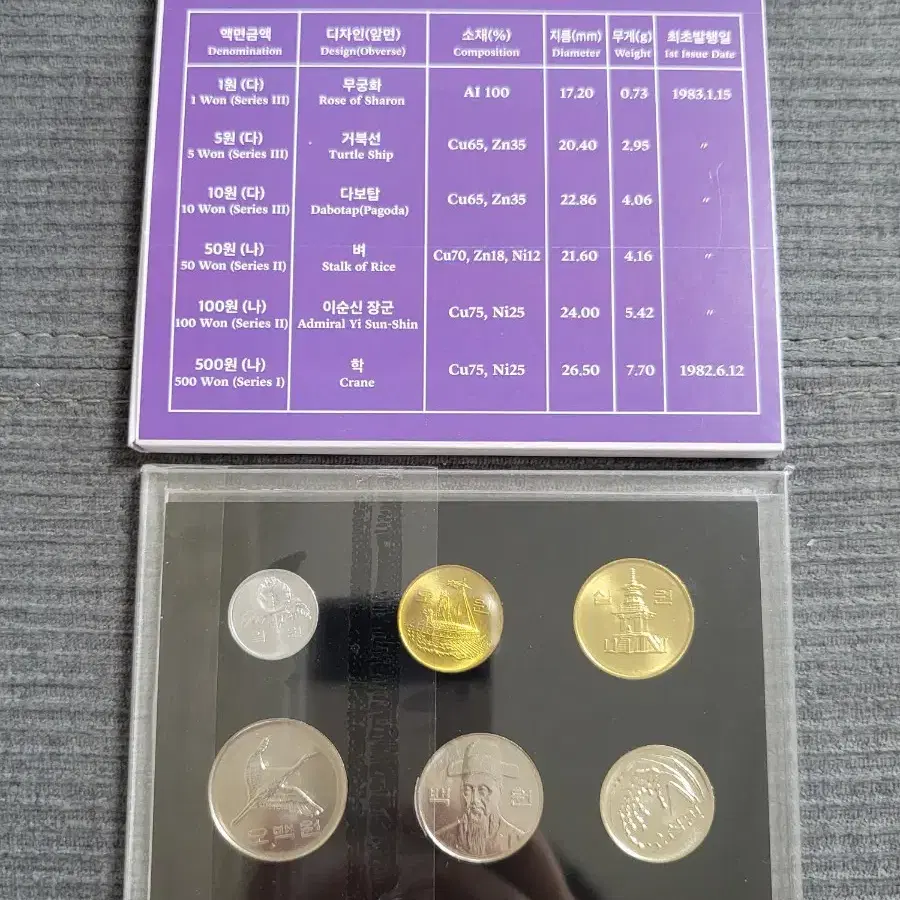 액면금액 디자인(앞면) 소재(%) 지름(mm) 무게(g) 최초발행일
Denomination Design(Obverse) Composition Diameter Weight 1st Issue Date
1원 (다) 무궁화 Al 100 17.20 0.73 1983.1.15
1 Won (Series III) Rose of Sharon
5원 (다) 거북선 Cu65, Zn35 20.40 2.95 〃
5 Won (Series III) Turtle Ship
10원 (다) 다보탑 Cu65, Zn35 22.86 4.06 〃
10 Won (Series III) Dabotap(Pagoda)
50원 (나) 벼 Cu70, Zn18, Ni12 21.60 4.16 〃
50 Won (Series II) Stalk of Rice
100원 (나) 이순신 장군 Cu75, Ni25 24.00 5.42 〃
100 Won (Series II) Admiral Yi Sun-Shin
500원 (나) 학 Cu75, Ni25 26.50 7.70 1982.6.12
500 Won (Series I) Crane
일 원
오 원
십 원
오백원
백 원
오십원